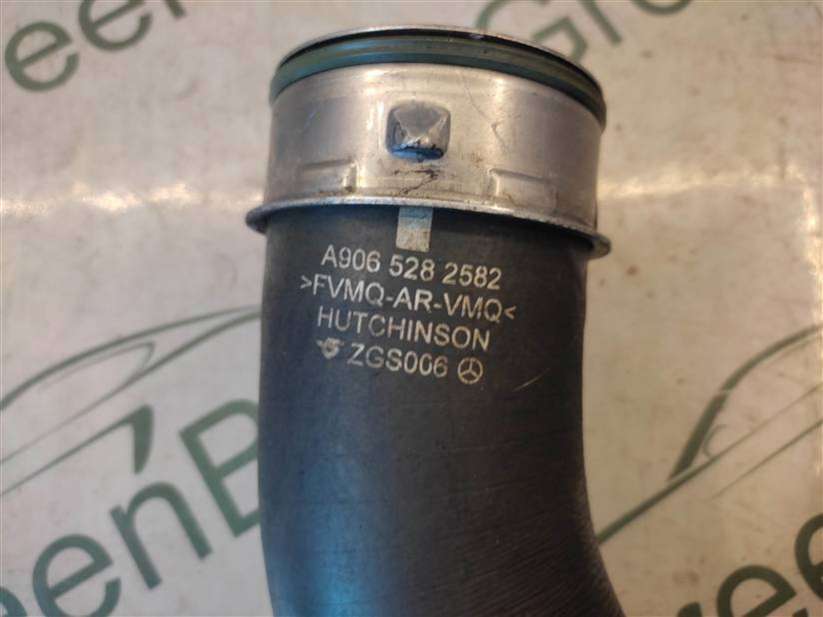 A906 528 2582
>FVMQ-AR-VMQ<
HUTCHINSON
ZGS006